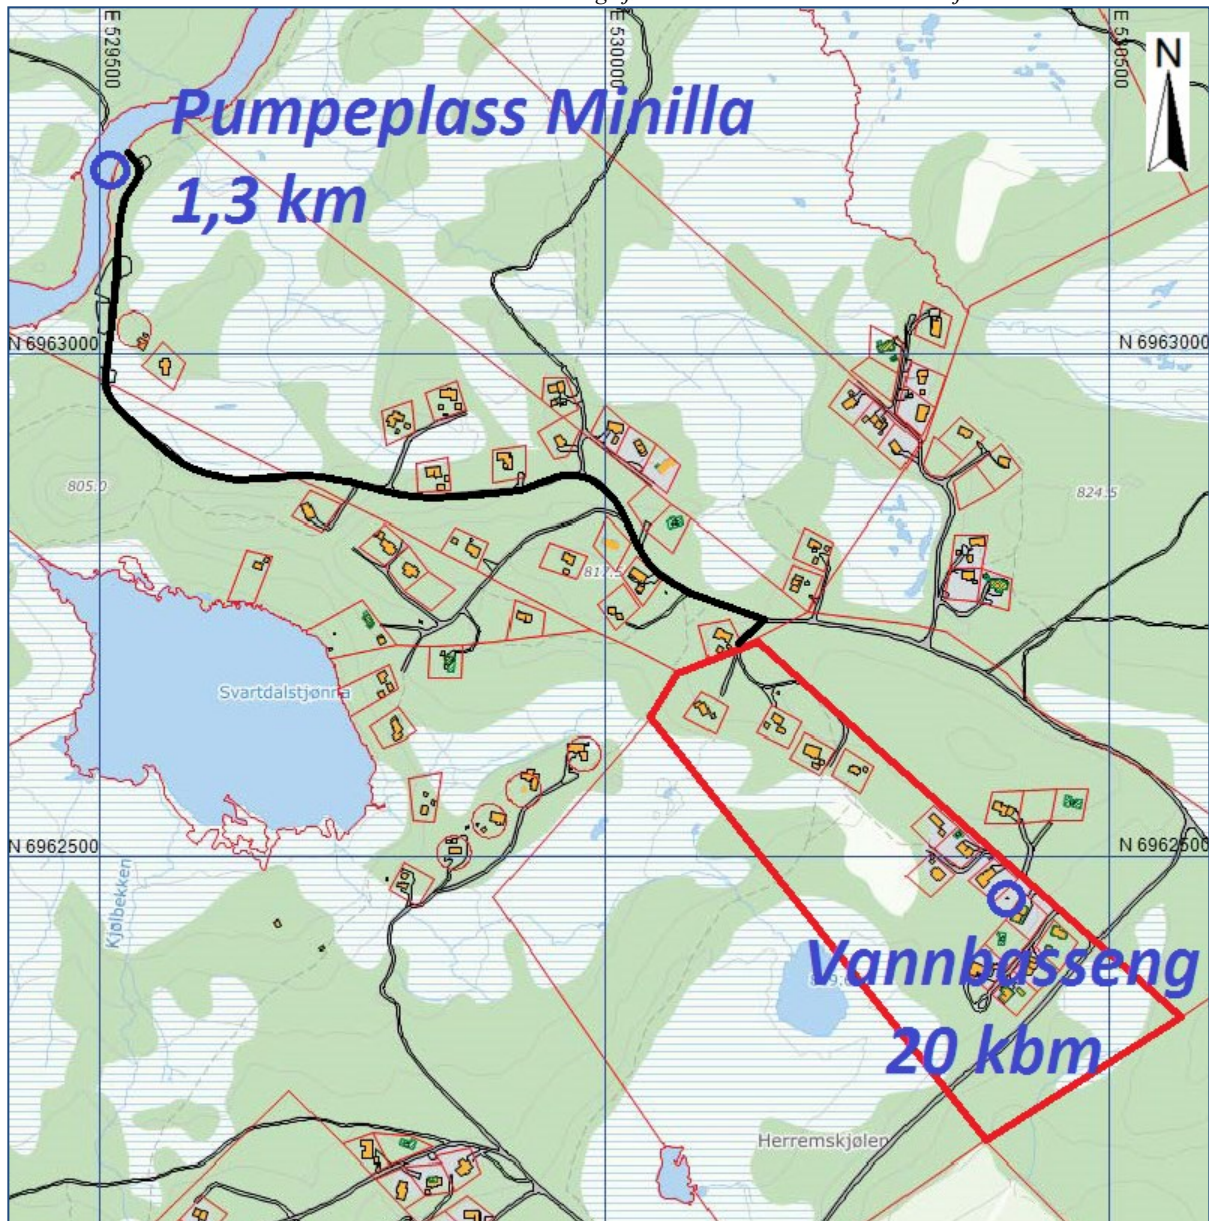 E 529500
E 530000
E 530500
N
Pumpeplass Minilla
1,3 km
N 6963000
N 6963000
805.0
824.5
817.5
Svartdalstjønna
Kjølbekken
N 6962500
N 6962500
Vannbasseng
20 kbm
Herremskjølen